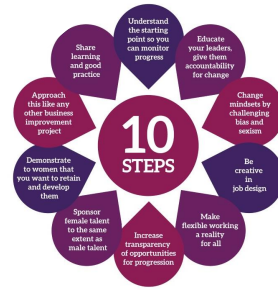 Understand
the starting
point so you
can monitor
progress
Educate
your leaders,
give them
accountability
for change
Change
mindsets by
challenging
bias and
sexism
Be
creative
in
job design
Make
flexible working
a reality
for all
Increase
transparency
of opportunities
for progression
Sponsor
female talent
to the same
extent as
male talent
Demonstrate
to women that
you want to retain
and develop
them
Approach
this like any
other business
improvement
project
Share
learning
and good
practice
10
STEPS